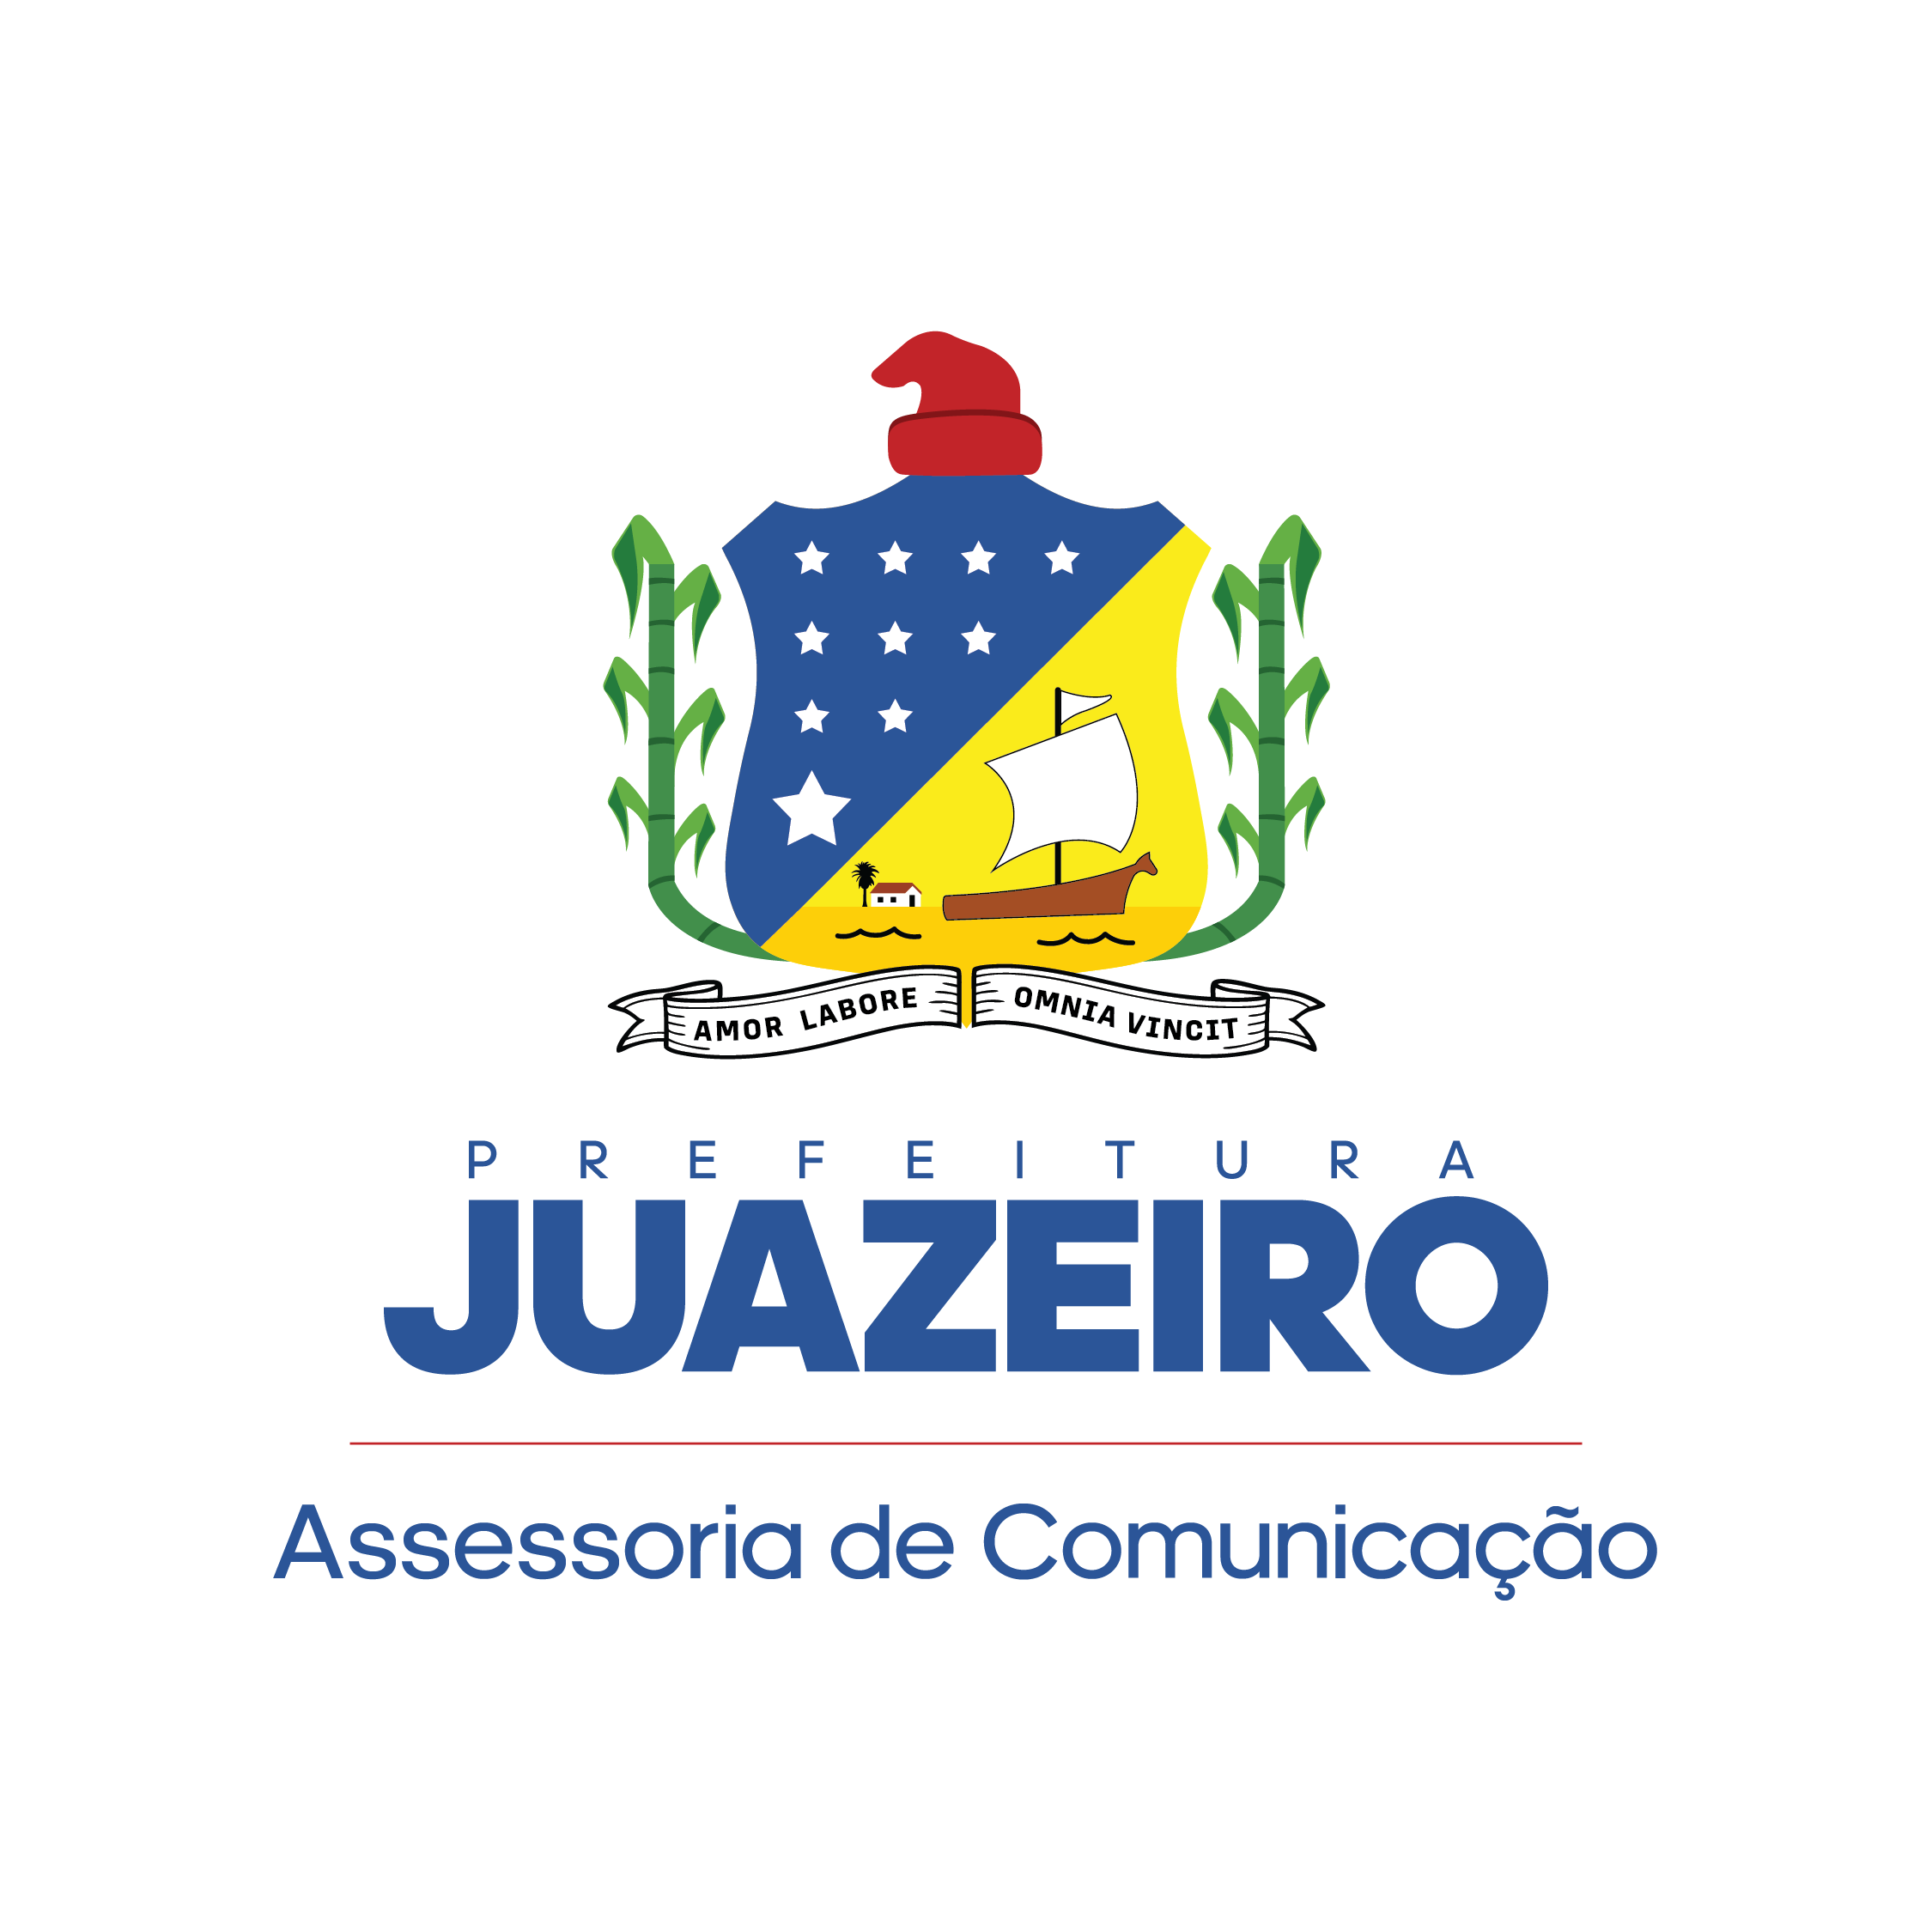 AMOR LABORE OMNIA VINCIT
PREFEITURA
JUAZEIRO
Assessoria de Comunicação